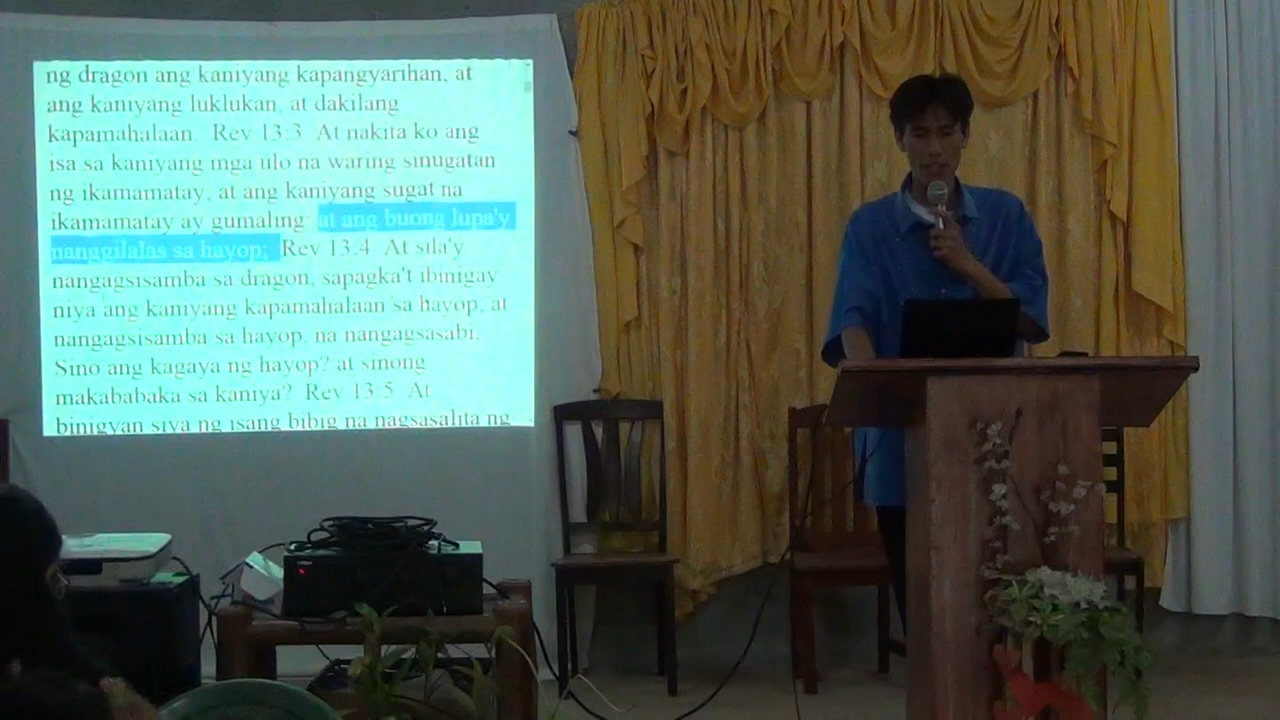 ng dragon ang kaniyang kapangyarihan, at
ang kaniyang luklukan, at dakilang
kapamahalaan. Rev 13:3 At nakita ko ang
isa sa kaniyang mga ulo na waring sinugatan
ng ikamamatay; at ang kaniyang sugat na
ikamamatay ay gumaling: at ang buong lupa'y
nanggilalas sa hayop; Rev 13:4 At sila'y
nangagsisamba sa dragon, sapagka't ibinigay
niya ang kaniyang kapamahalaan sa hayop; at
nangagsisamba sa hayop, na nangagsasabi,
Sino ang kagaya ng hayop? at sinong
makababaka sa kaniya? Rev 13:5 At
binigyan siya ng isang bibig na nagsasalita ng